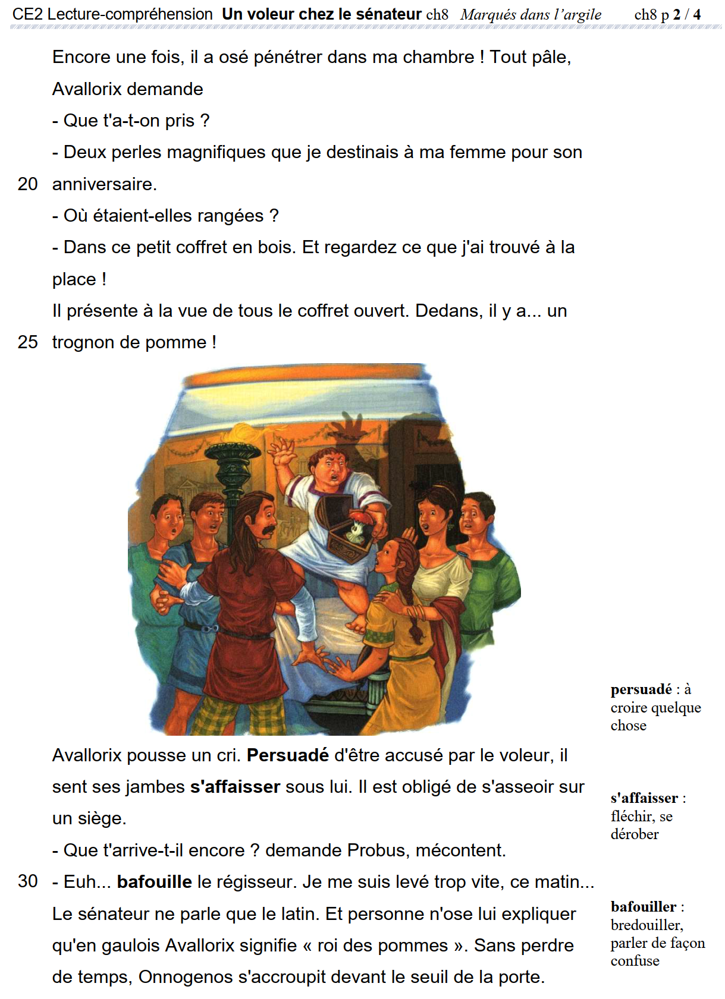 CE2 Lecture-compréhension Un voleur chez le sénateur ch8 Marqués dans l’argile ch8 p 2 / 4
Encore une fois, il a osé pénétrer dans ma chambre ! Tout pâle,
Avallorix demande
- Que t'a-t-on pris ?
- Deux perles magnifiques que je destinais à ma femme pour son
20 anniversaire.
- Où étaient-elles rangées ?
- Dans ce petit coffret en bois. Et regardez ce que j'ai trouvé à la
place !
Il présente à la vue de tous le coffret ouvert. Dedans, il y a... un
25 trognon de pomme !
persuadé : à
croire quelque
chose
Avallorix pousse un cri. Persuadé d'être accusé par le voleur, il
sent ses jambes s'affaisser sous lui. Il est obligé de s'asseoir sur
un siège.
s'affaisser :
fléchir, se
dérober
- Que t'arrive-t-il encore ? demande Probus, mécontent.
30 - Euh... bafouille le régisseur. Je me suis levé trop vite, ce matin...
Le sénateur ne parle que le latin. Et personne n'ose lui expliquer
qu'en gaulois Avallorix signifie « roi des pommes ». Sans perdre
de temps, Onnogenos s'accroupit devant le seuil de la porte.
bafouiller :
bredouiller,
parler de façon
confuse